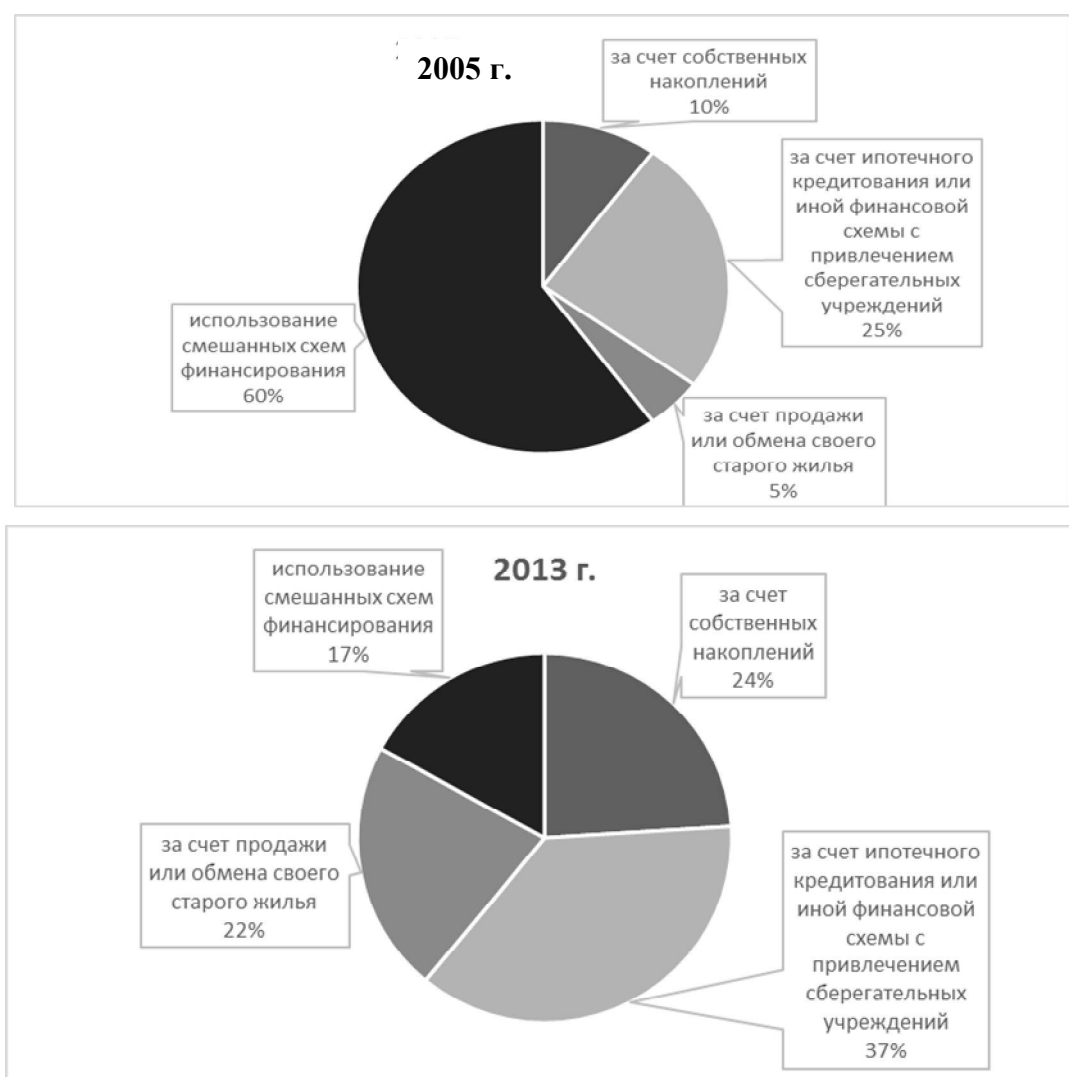 2005 г.
за счет собственных
накоплений
10%
за счет ипотечного
кредитования или
иной финансовой
схемы с
привлечением
сберегательных
учреждений
25%
использование
смешанных схем
финансирования
60%
за счет продажи
или обмена своего
старого жилья
5%
2013 г.
использование
смешанных схем
финансирования
17%
за счет
собственных
накоплений
24%
за счет продажи
или обмена своего
старого жилья
22%
за счет ипотечного
кредитования или
иной финансовой
схемы с
привлечением
сберегательных
учреждений
37%